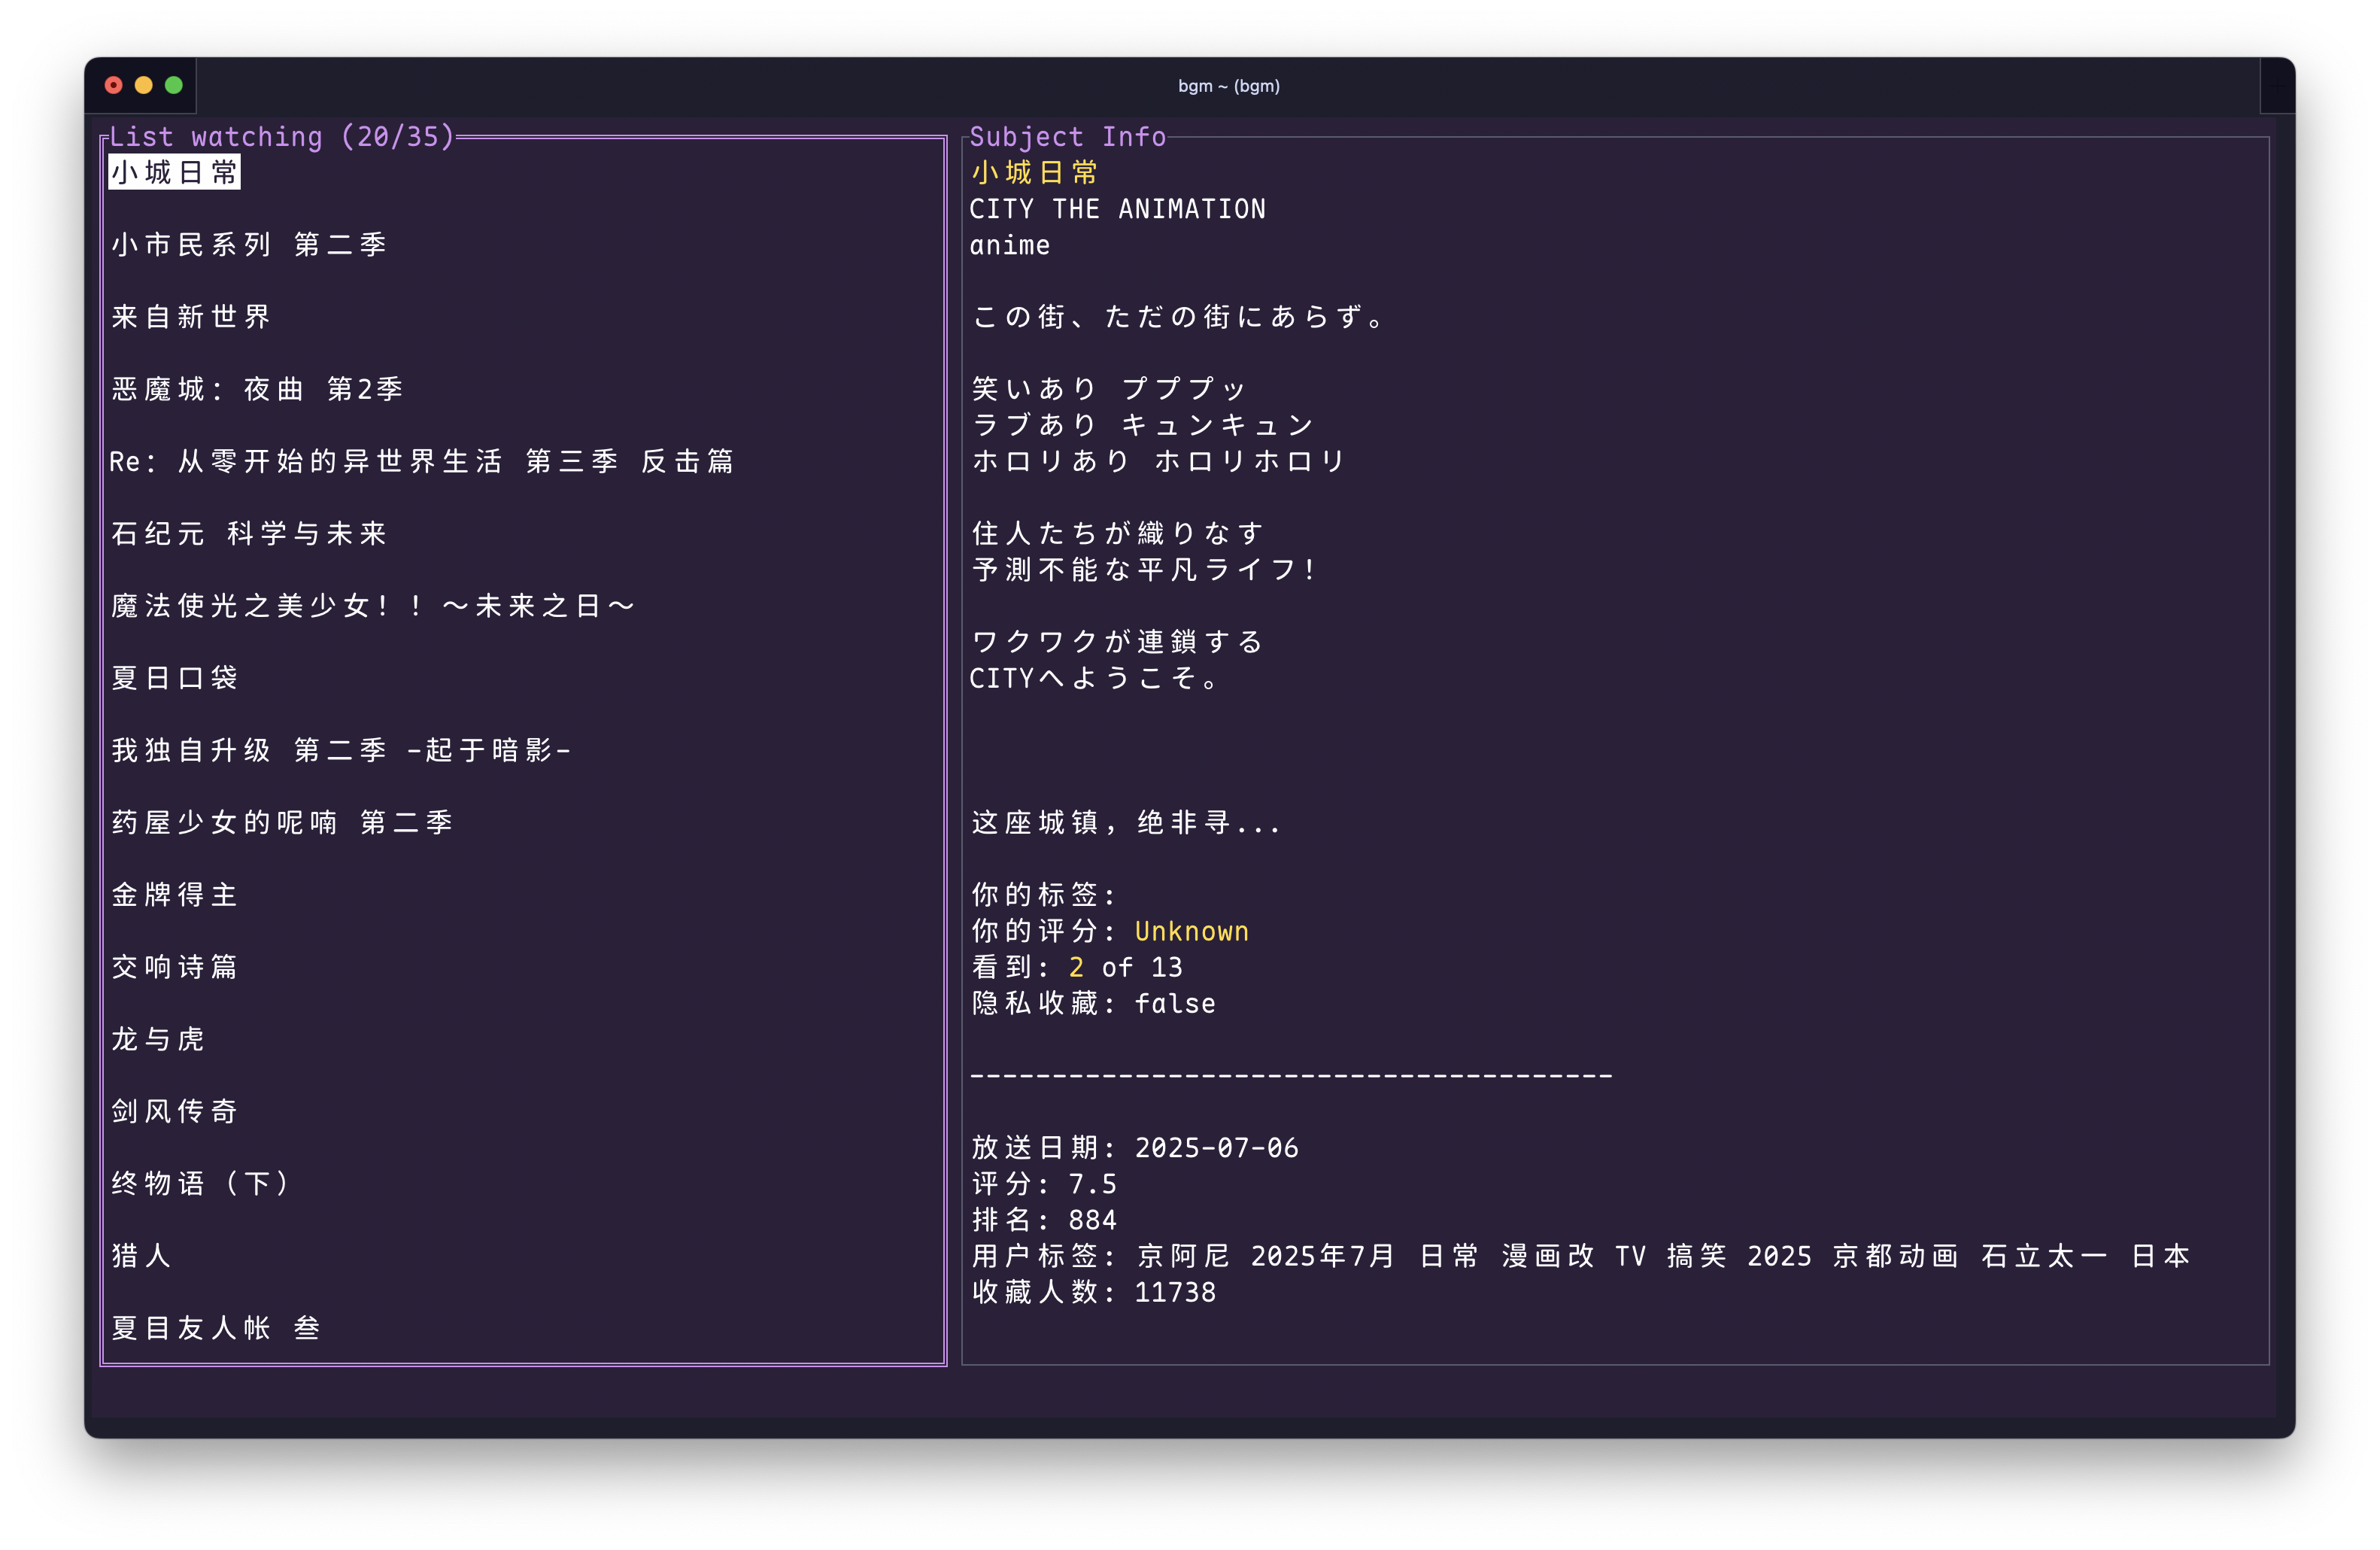 bgm ~ (bgm)
List watching (20/35)
小城日常
小市民系列 第二季
来自新世界
恶魔城：夜曲 第2季
Re：从零开始的异世界生活 第三季 反击篇
石纪元 科学与未来
魔法使光之美少女！！～未来之日～
夏日口袋
我独自升级 第二季 -起于暗影-
药屋少女的呢喃 第二季
金牌得主
交响诗篇
龙与虎
剑风传奇
终物语（下）
猎人
夏目友人帐 叁
Subject Info
小城日常
CITY THE ANIMATION
anime
この街、ただの街にあらず。
笑いあり プププッ
ラブあり キュンキュン
ホロリあり ホロリホロリ
住人たちが織りなす
予測不能な平凡ライフ！
ワクワクが連鎖する
CITYへようこそ。
这座城镇，绝非寻...
你的标签：
你的评分：Unknown
看到：2 of 13
隐私收藏：false
---------------------------------------
放送日期：2025-07-06
评分：7.5
排名：884
用户标签：京阿尼 2025年7月 日常 漫画改 TV 搞笑 2025 京都动画 石立太一 日本
收藏人数：11738